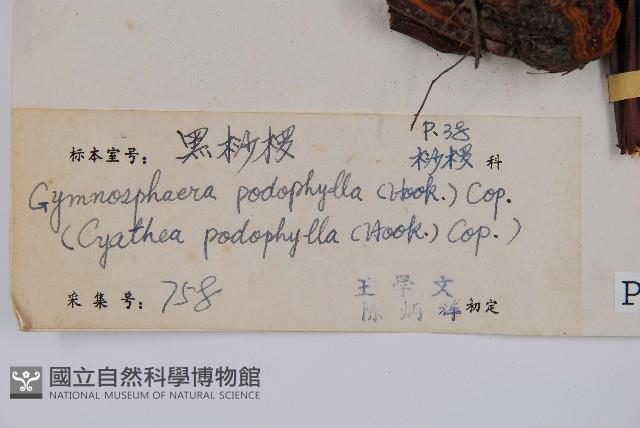 P.38
标本室号: 黑桫椤 桫椤科
Gymnosphaera podophylla (Hook.) Cop.
(Cyathea podophylla (Hook.) Cop.)
采集号: 758
王学文
陈炳辉 初定
P
國立自然科學博物館
NATIONAL MUSEUM OF NATURAL SCIENCE